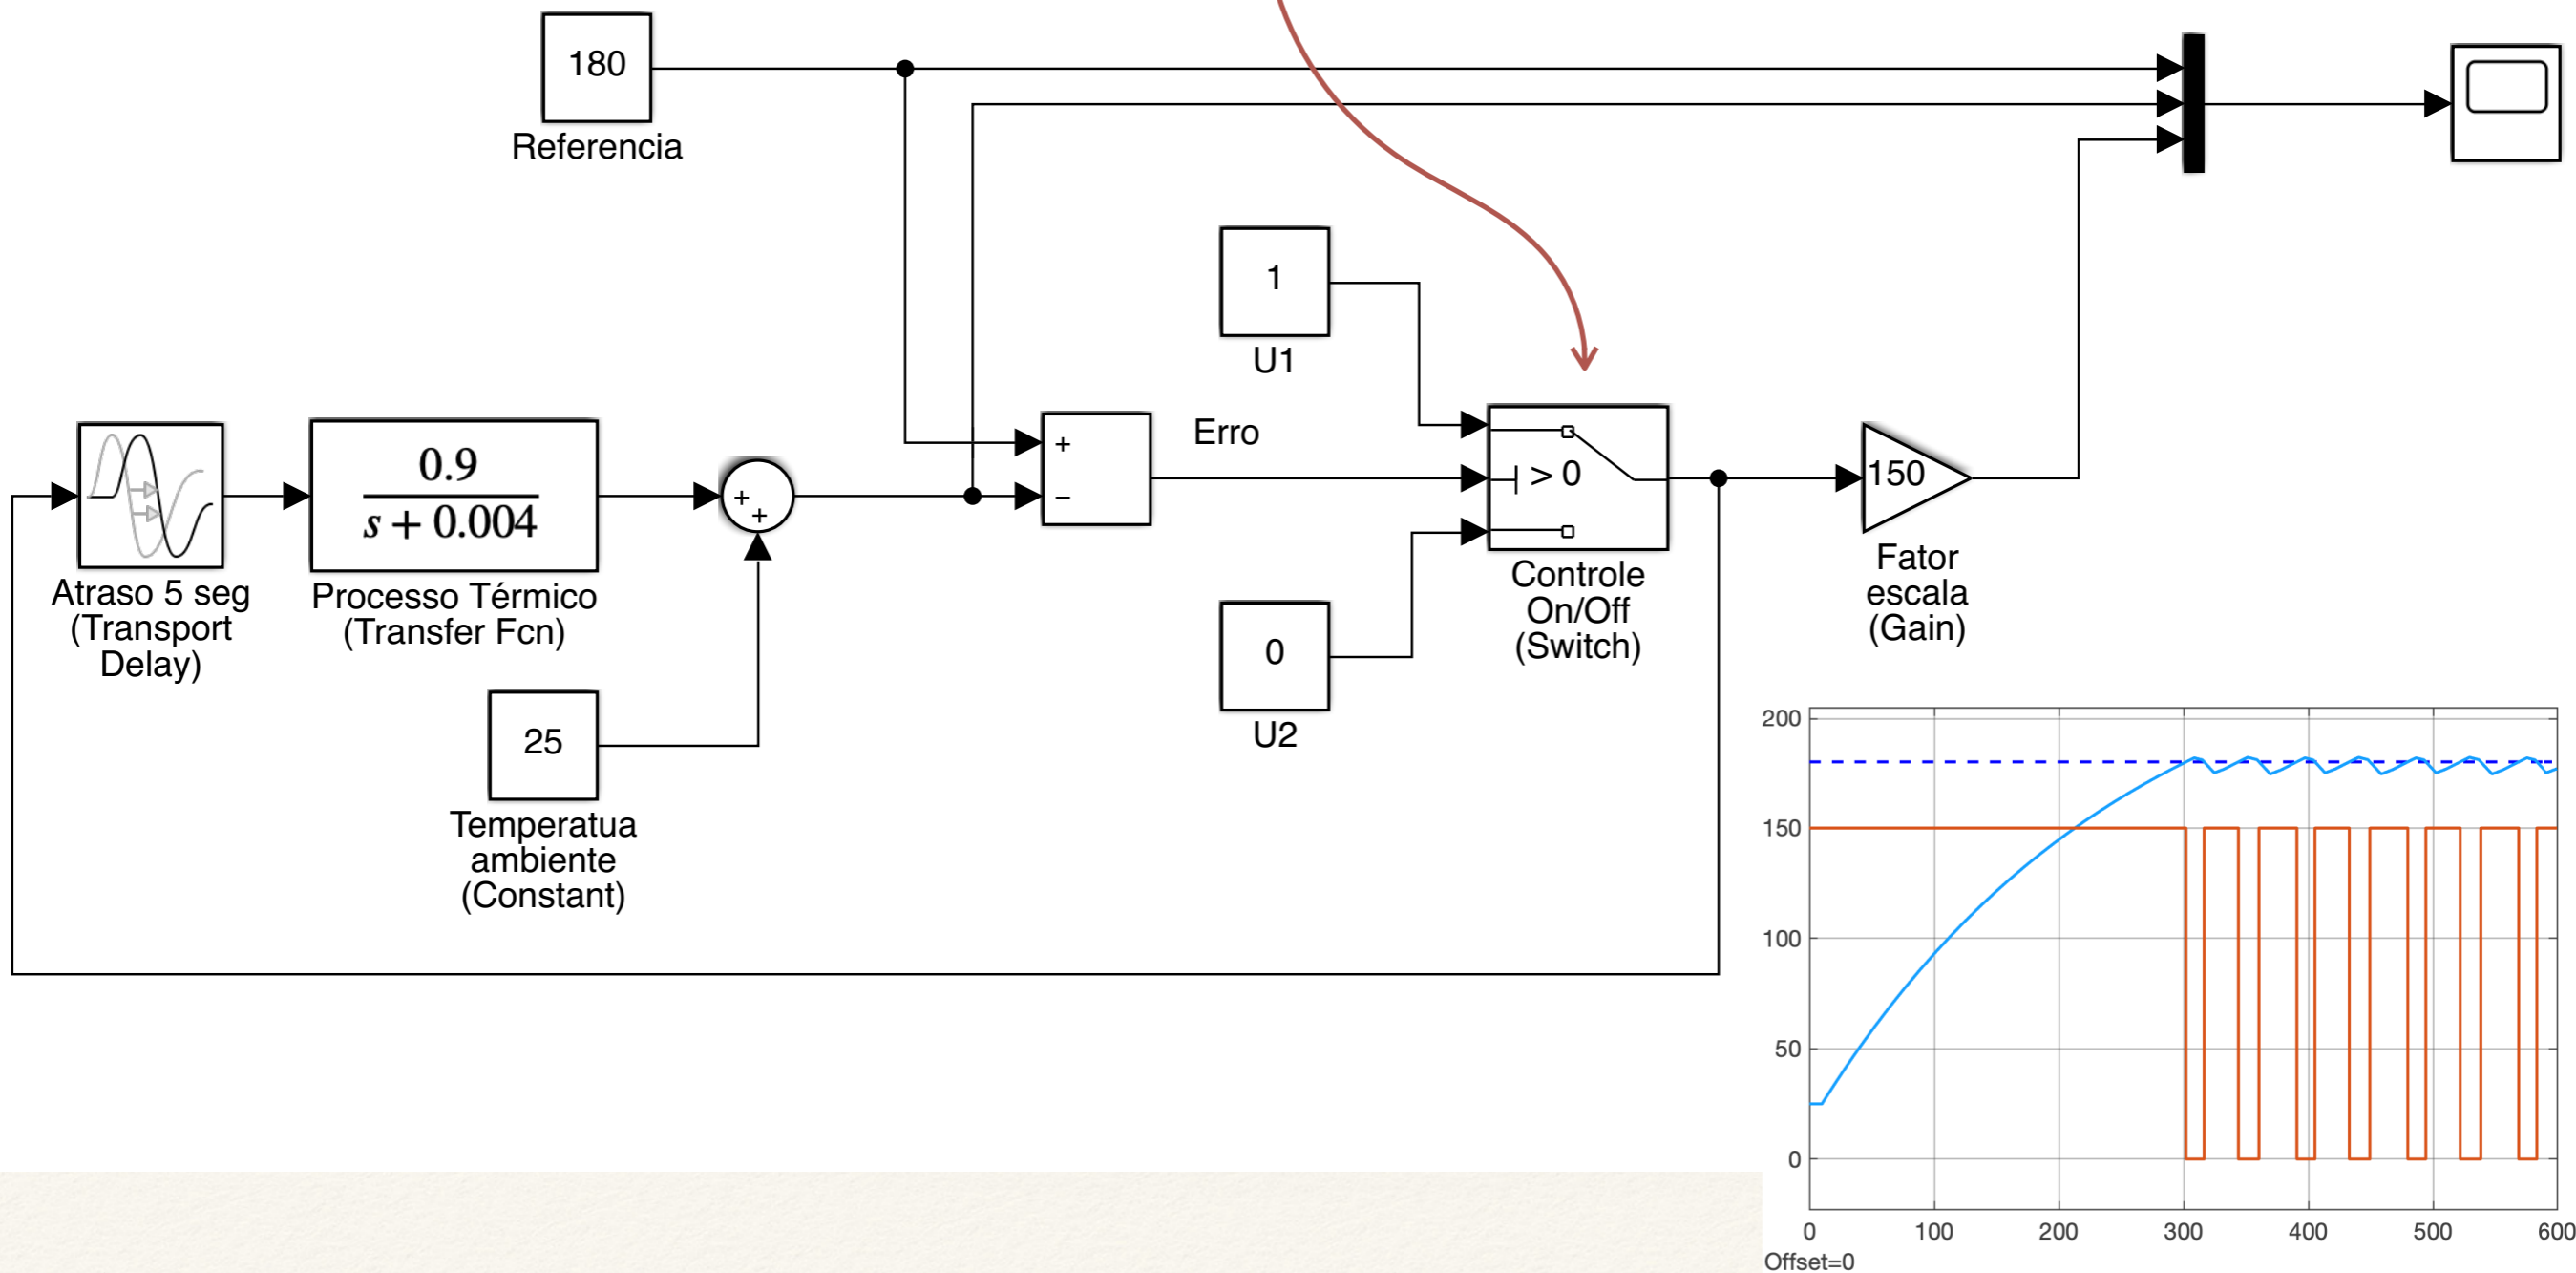 180
Referencia
1
U1
Erro
+
−
> 0
150
0.9
s + 0.004
+
+
Atraso 5 seg
(Transport
Delay)
Processo Térmico
(Transfer Fcn)
Controle
On/Off
(Switch)
Fator
escala
(Gain)
0
U2
25
Temperatua
ambiente
(Constant)
200
150
100
50
0
0 100 200 300 400 500 600
Offset=0